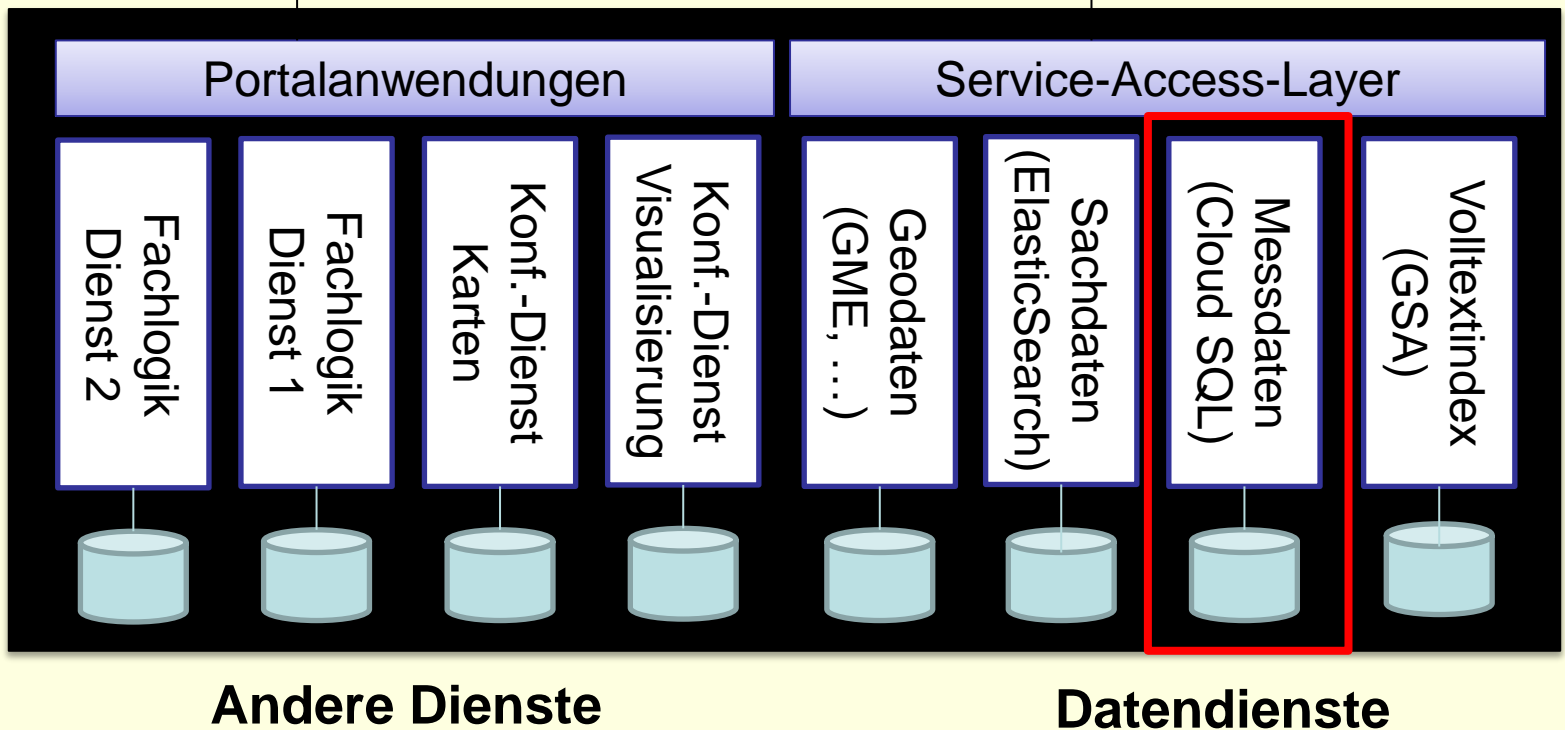 Portalanwendungen
Service-Access-Layer
Fachlogik
Dienst 2
Fachlogik
Dienst 1
Konf.-Dienst
Karten
Konf.-Dienst
Visualisierung
Geodaten
(GME, …)
Sachdaten
(ElasticSearch)
Messdaten
(Cloud SQL)
Volltextindex
(GSA)
Andere Dienste
Datendienste